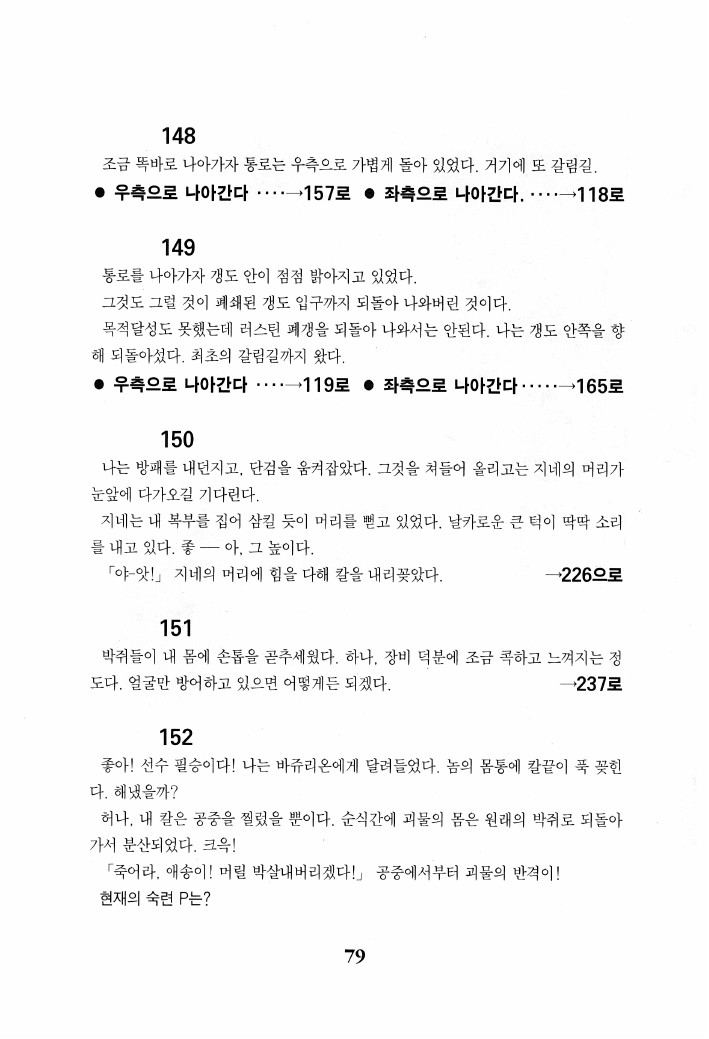 148
조금 똑바로 나아가자 통로는 우측으로 가볍게 돌아 있었다. 거기에 또 갈림길.
● 우측으로 나아간다 ‥‥→157로 ● 좌측으로 나아간다. ‥‥→118로
149
통로를 나아가자 갱도 안이 점점 밝아지고 있었다.
그것도 그럴 것이 폐쇄된 갱도 입구까지 되돌아 나와버린 것이다.
목적달성도 못했는데 러스틴 폐갱을 되돌아 나와서는 안된다. 나는 갱도 안쪽을 향
해 되돌아섰다. 최초의 갈림길까지 왔다.
● 우측으로 나아간다 ‥‥→119로 ● 좌측으로 나아간다‥‥·→165로
150
나는 방패를 내던지고, 단검을 움켜잡았다. 그것을 쳐들어 올리고는 지네의 머리가
눈앞에 다가오길 기다린다.
지네는 내 복부를 집어 삼킬 듯이 머리를 뻗고 있었다. 날카로운 큰 턱이 딱딱 소리
를 내고 있다. 좋 ― 아, 그 높이다.
「야-앗!」 지네의 머리에 힘을 다해 칼을 내리꽂았다. →226으로
151
박쥐들이 내 몸에 손톱을 곧추세웠다. 하나, 장비 덕분에 조금 콕하고 느껴지는 정
도다. 얼굴만 방어하고 있으면 어떻게든 되겠다. →237로
152
좋아! 선수 필승이다! 나는 바쥬리온에게 달려들었다. 놈의 몸통에 칼끝이 푹 꽂힌
다. 해냈을까?
허나, 내 칼은 공중을 찔렀을 뿐이다. 순식간에 괴물의 몸은 원래의 박쥐로 되돌아
가서 분산되었다. 크윽!
「죽어라, 애송이! 머릴 박살내버리겠다!」 공중에서부터 괴물의 반격이!
현재의 숙련 P는?
79